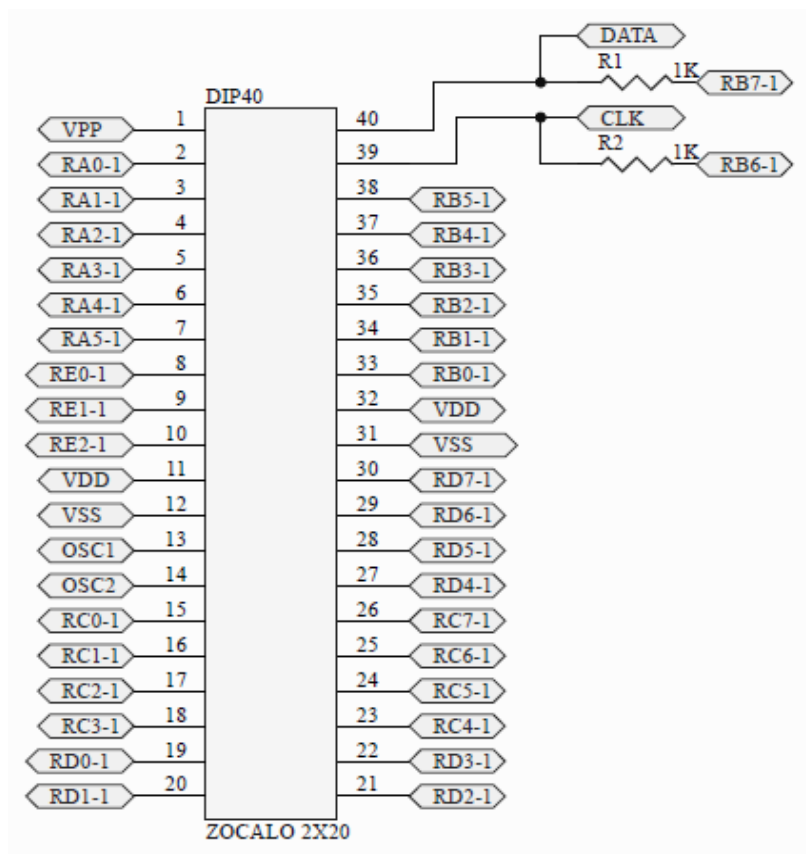 DATA
R1 1K RB7-1
DIP40
CLK
R2 1K RB6-1
VPP 1 40
RA0-1 2 39
RA1-1 3 38 RB5-1
RA2-1 4 37 RB4-1
RA3-1 5 36 RB3-1
RA4-1 6 35 RB2-1
RA5-1 7 34 RB1-1
RE0-1 8 33 RB0-1
RE1-1 9 32 VDD
RE2-1 10 31 VSS
VDD 11 30 RD7-1
VSS 12 29 RD6-1
OSC1 13 28 RD5-1
OSC2 14 27 RD4-1
RC0-1 15 26 RC7-1
RC1-1 16 25 RC6-1
RC2-1 17 24 RC5-1
RC3-1 18 23 RC4-1
RD0-1 19 22 RD3-1
RD1-1 20 21 RD2-1
ZOCALO 2X20